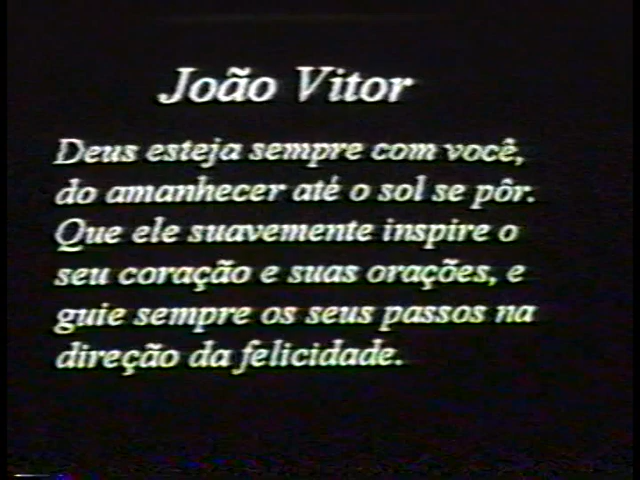 João Vitor
Deus esteja sempre com você,
do amanhecer até o sol se pôr.
Que ele suavemente inspire o
seu coração e suas orações, e
guie sempre os seus passos na
direção da felicidade.